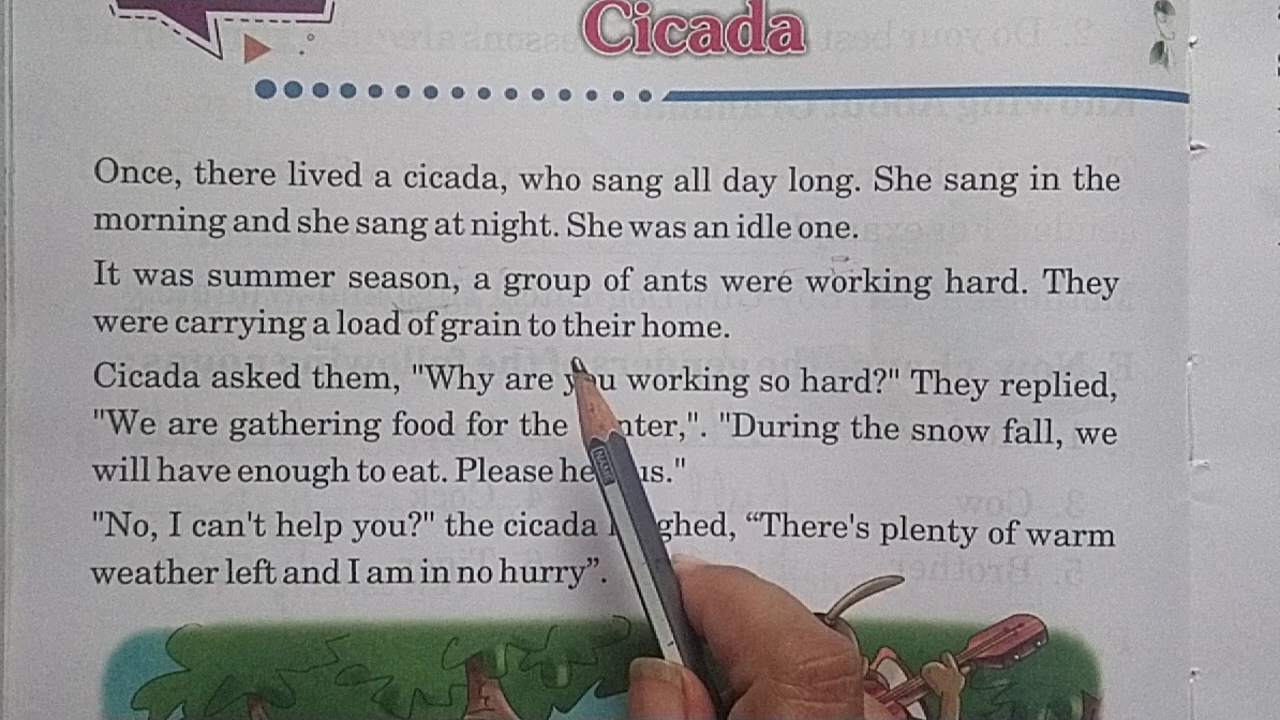 Cicada
Once, there lived a cicada, who sang all day long. She sang in the
morning and she sang at night. She was an idle one.
It was summer season, a group of ants were working hard. They
were carrying a load of grain to their home.
Cicada asked them, "Why are you working so hard?" They replied,
"We are gathering food for the winter,". "During the snow fall, we
will have enough to eat. Please help us."
"No, I can't help you?" the cicada laughed, “There's plenty of warm
weather left and I am in no hurry”.